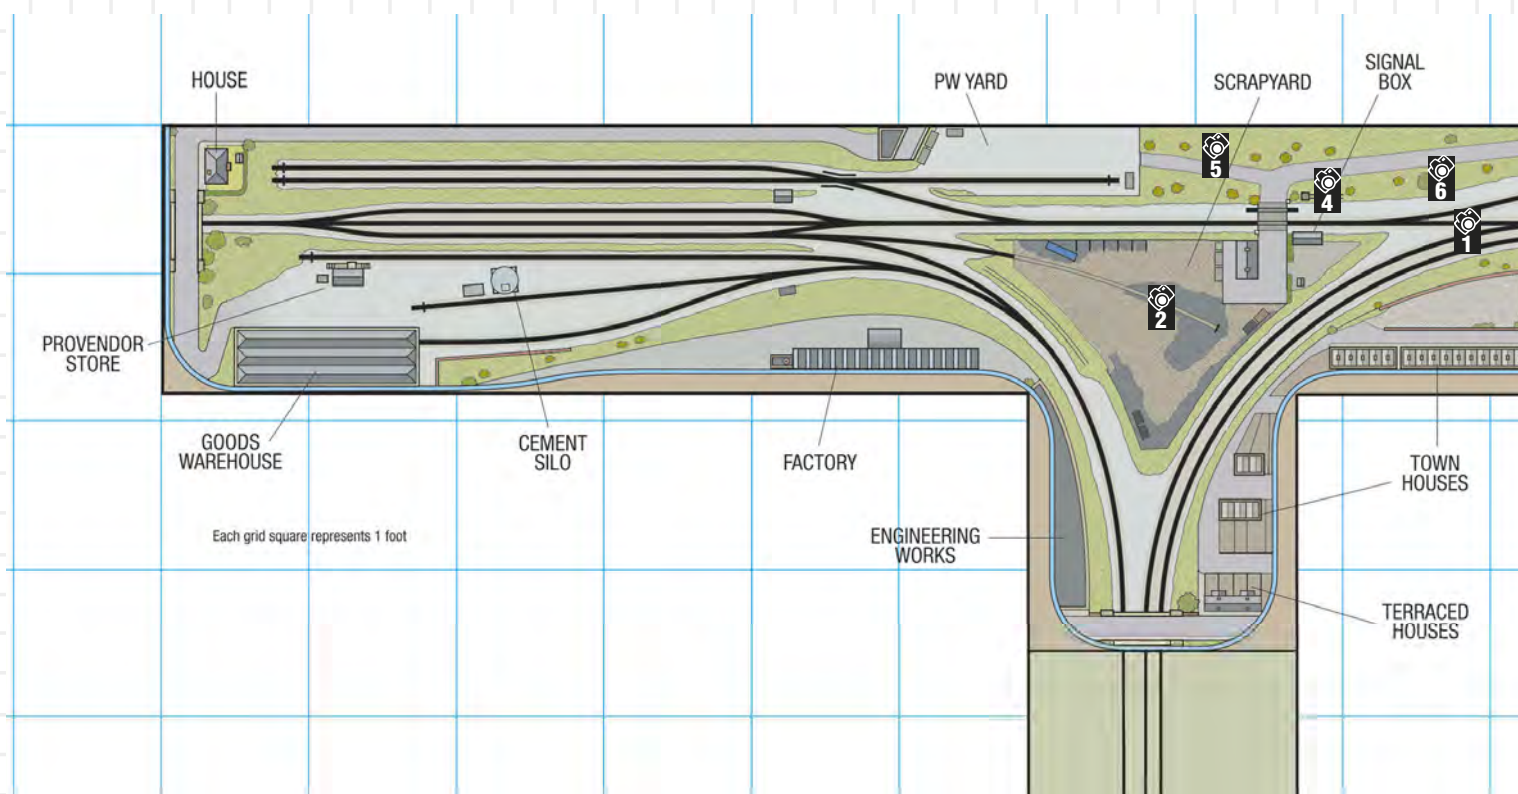 HOUSE
PW YARD
SCRAPYARD
SIGNAL
BOX
5
4
6
1
2
PROVENDOR
STORE
GOODS
WAREHOUSE
CEMENT
SILO
FACTORY
TOWN
HOUSES
Each grid square represents 1 foot
ENGINEERING
WORKS
TERRACED
HOUSES